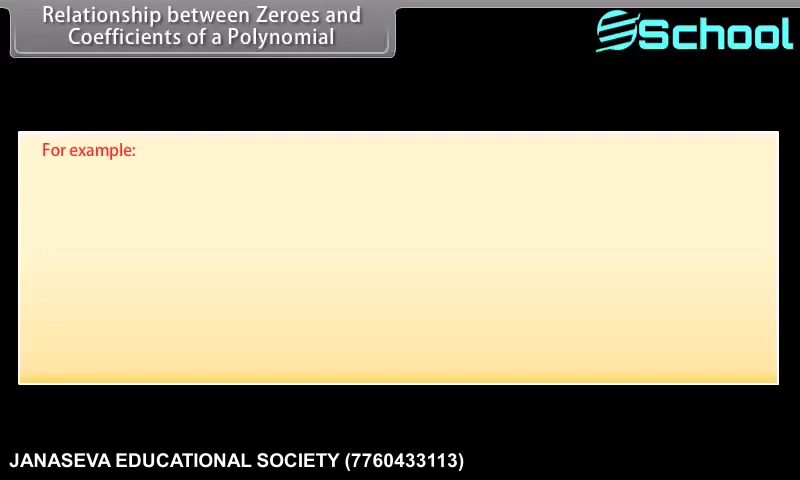 Relationship between Zeroes and
Coefficients of a Polynomial
School
For example:
JANASEVA EDUCATIONAL SOCIETY (7760433113)